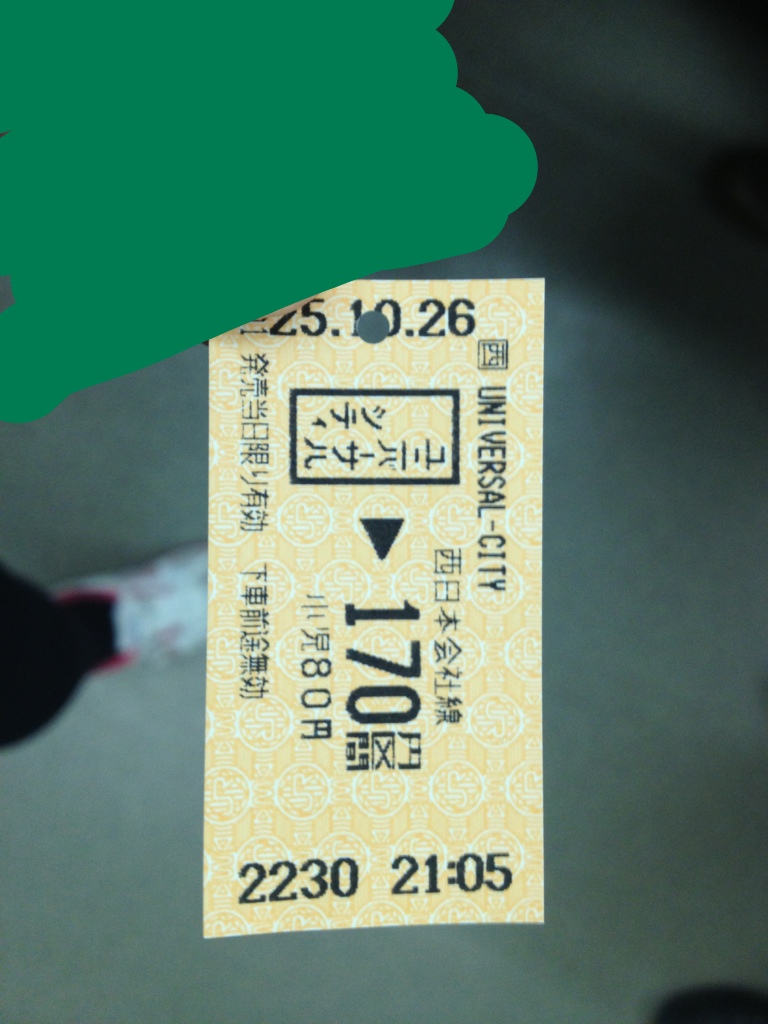 25.10.26
西 UNIVERSAL-CITY
ユニバーサル
シティ
西日本会社線
170円区間
小児80円
発売当日限り有効 下車前途無効
2230 21:05